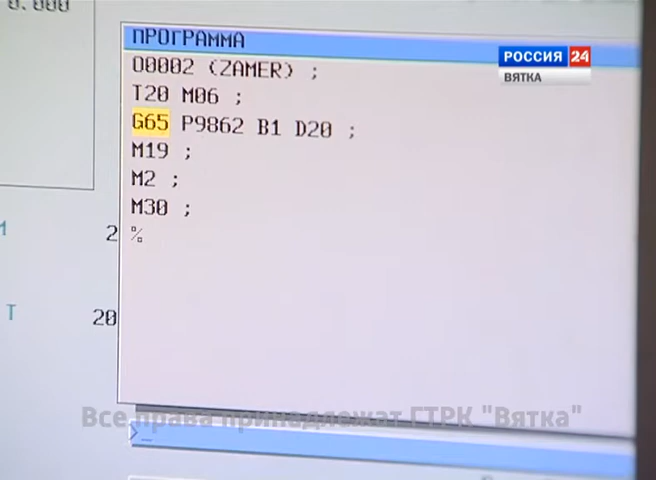 0.000
ПРОГРАММА
O0002 (ZAMER) ;
T20 M06 ;
G65 P9862 B1 D20 ;
M19 ;
M2 ;
M30 ;
%
2
T
20
>_
РОССИЯ 24
ВЯТКА
Все права принадлежат ГТРК "Вятка"